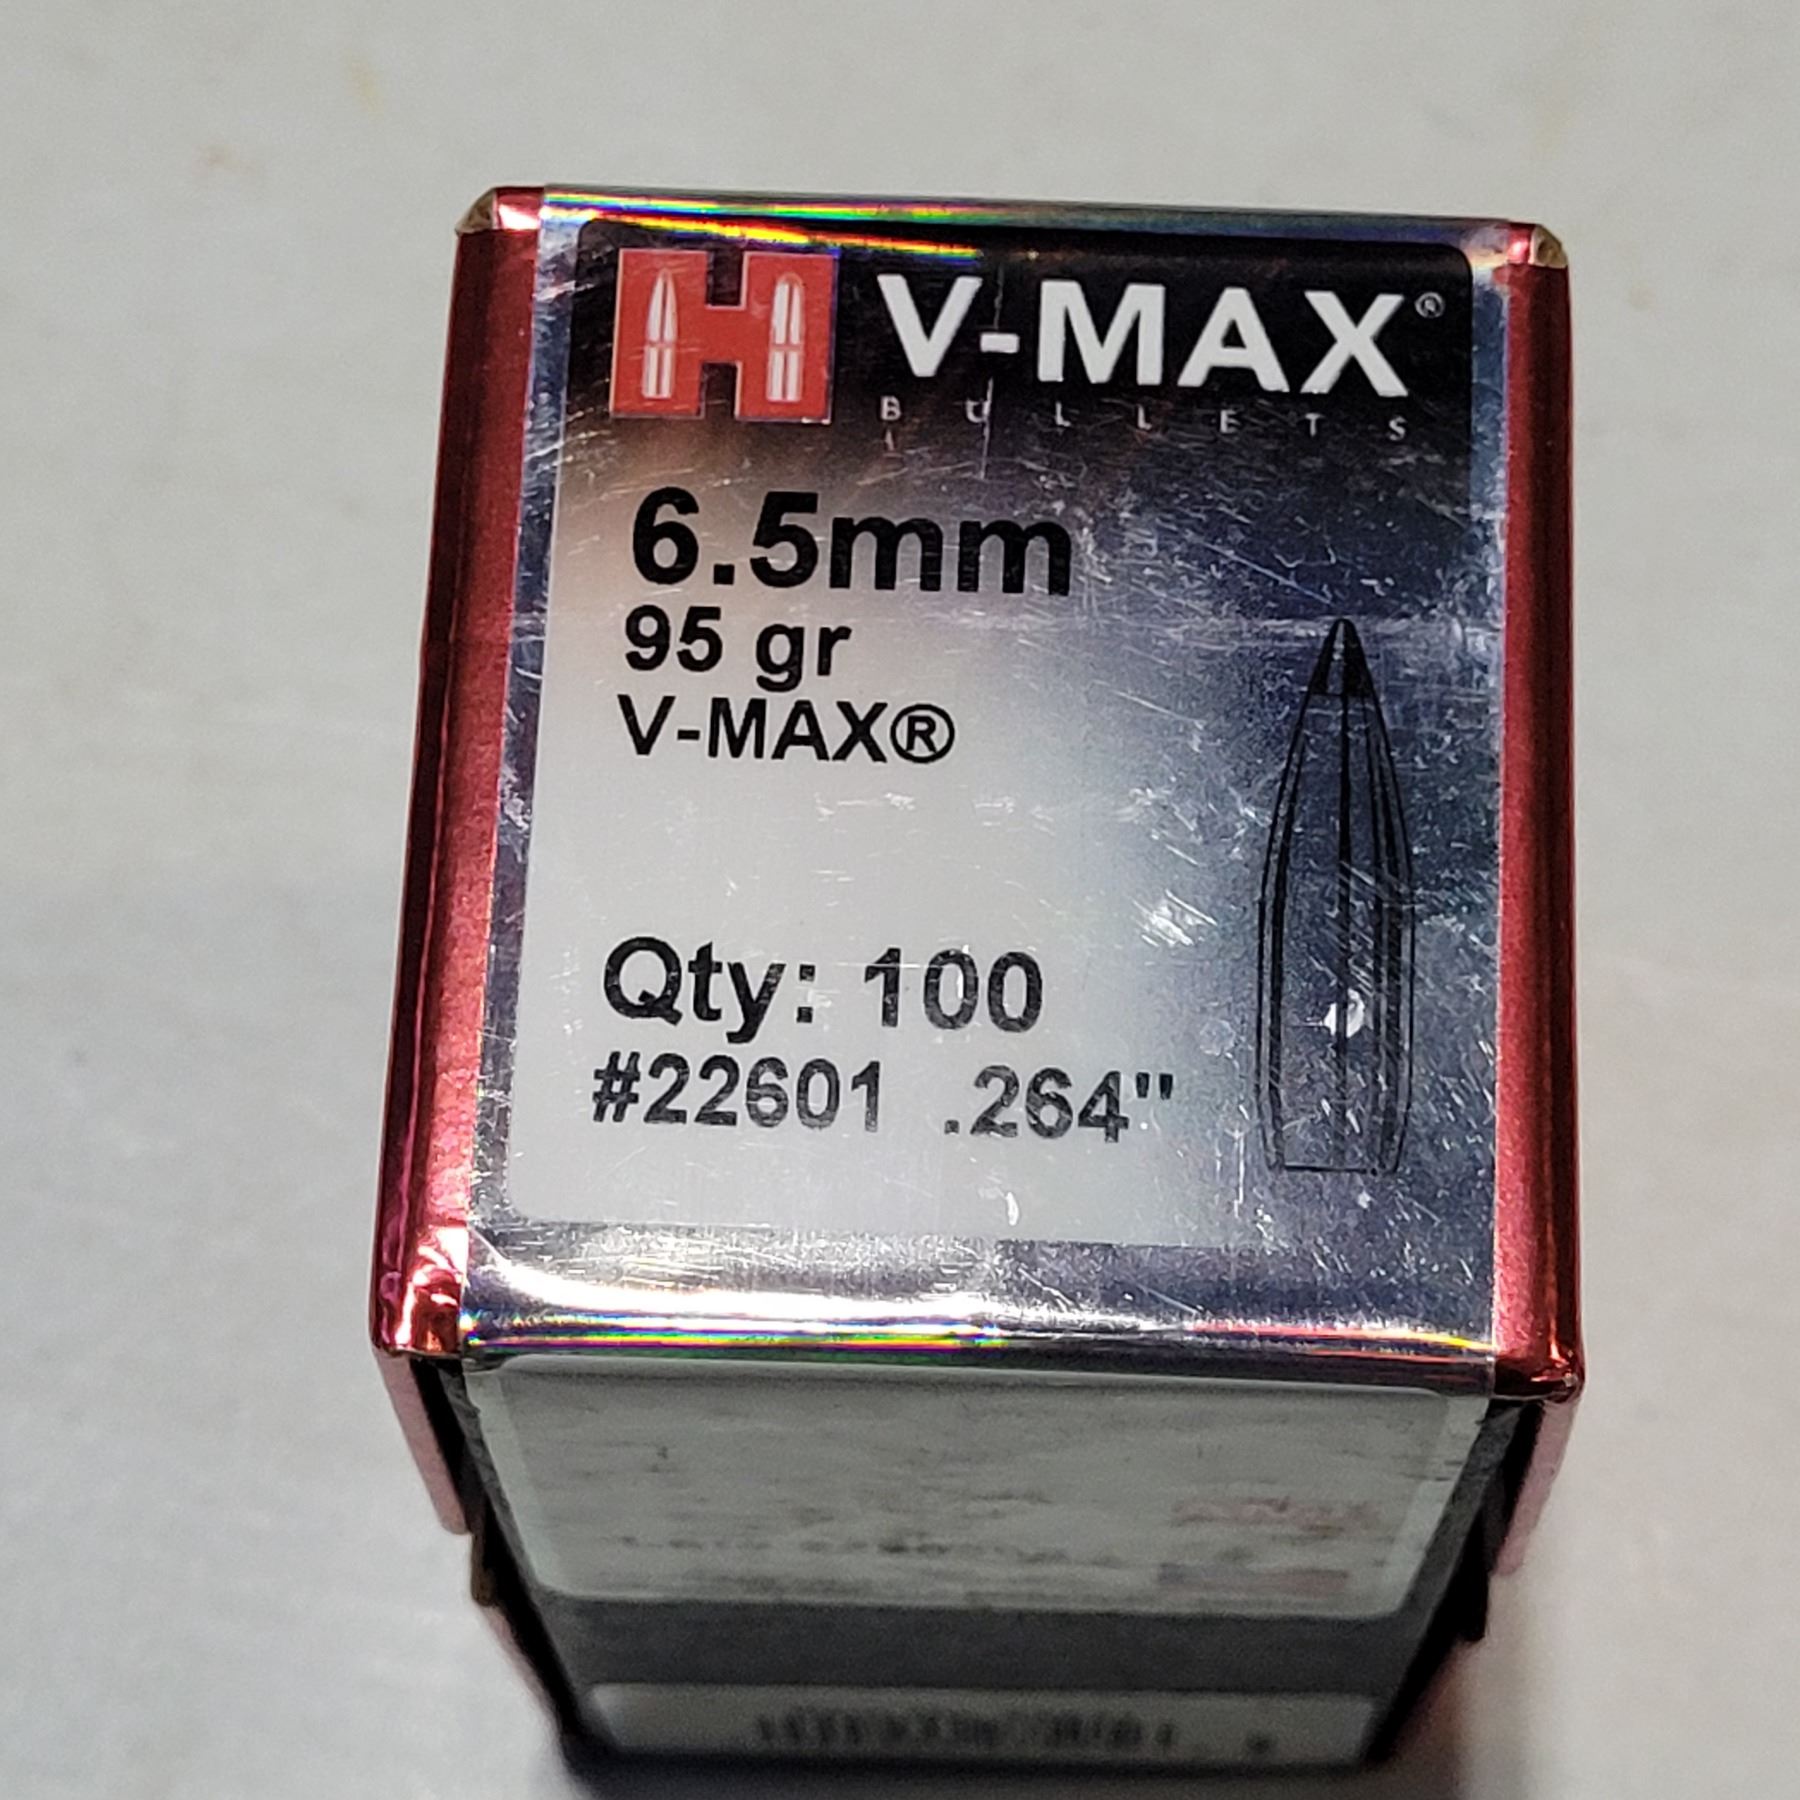 H V-MAX®
BULLETS
6.5mm
95 gr
V-MAX®
Qty: 100
#22601 .264"